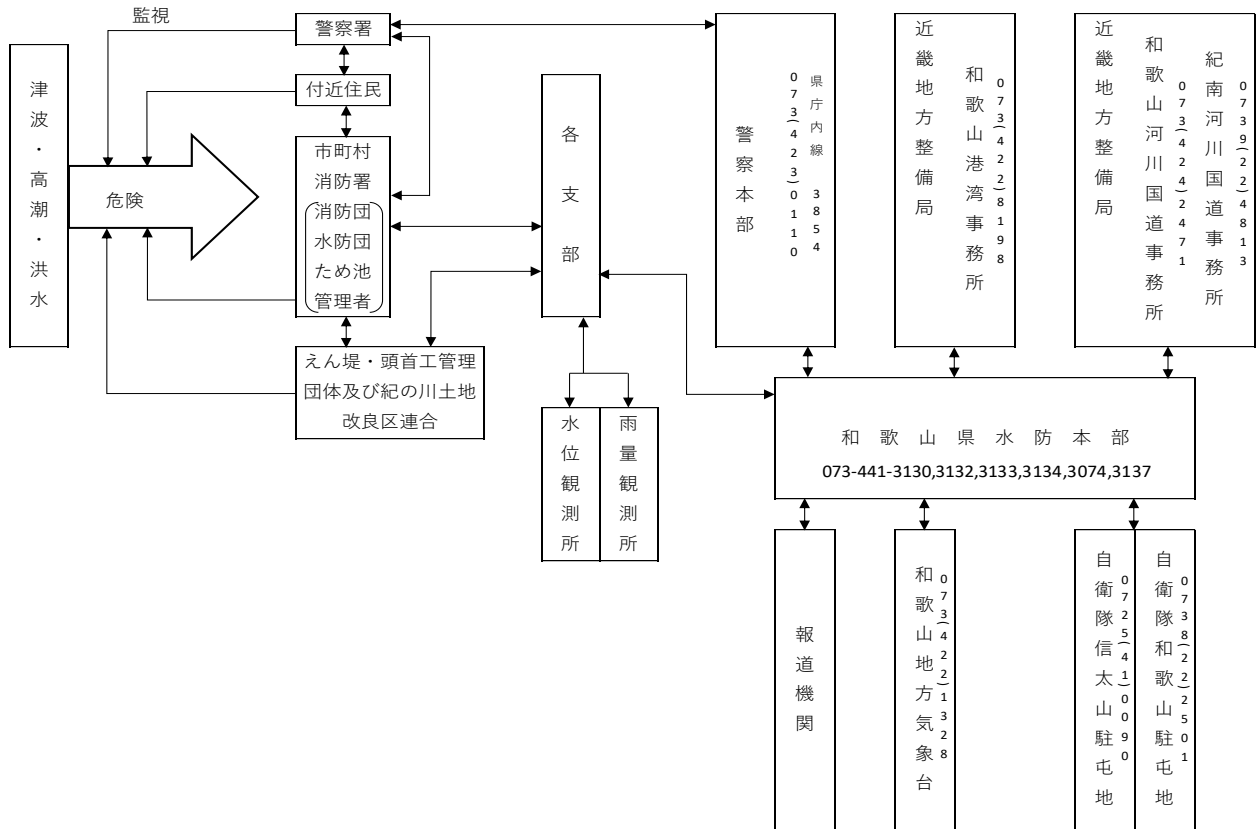 監視
津波・高潮・洪水
危険
警察署
付近住民
市町村
消防署
消防団
水防団
ため池
管理者
えん堤・頭首工管理
団体及び紀の川土地
改良区連合
各支部
水位観測所
雨量観測所
警察本部
073(423)0110
県庁内線 3854
近畿地方整備局
和歌山港湾事務所
073(422)8198
近畿地方整備局
和歌山河川国道事務所
073(424)2471
紀南河川国道事務所
0739(22)4813
和歌山県水防本部
073-441-3130,3132,3133,3134,3074,3137
報道機関
和歌山地方気象台
073(422)1328
自衛隊信太山駐屯地
0725(41)0090
自衛隊和歌山駐屯地
0738(22)2501